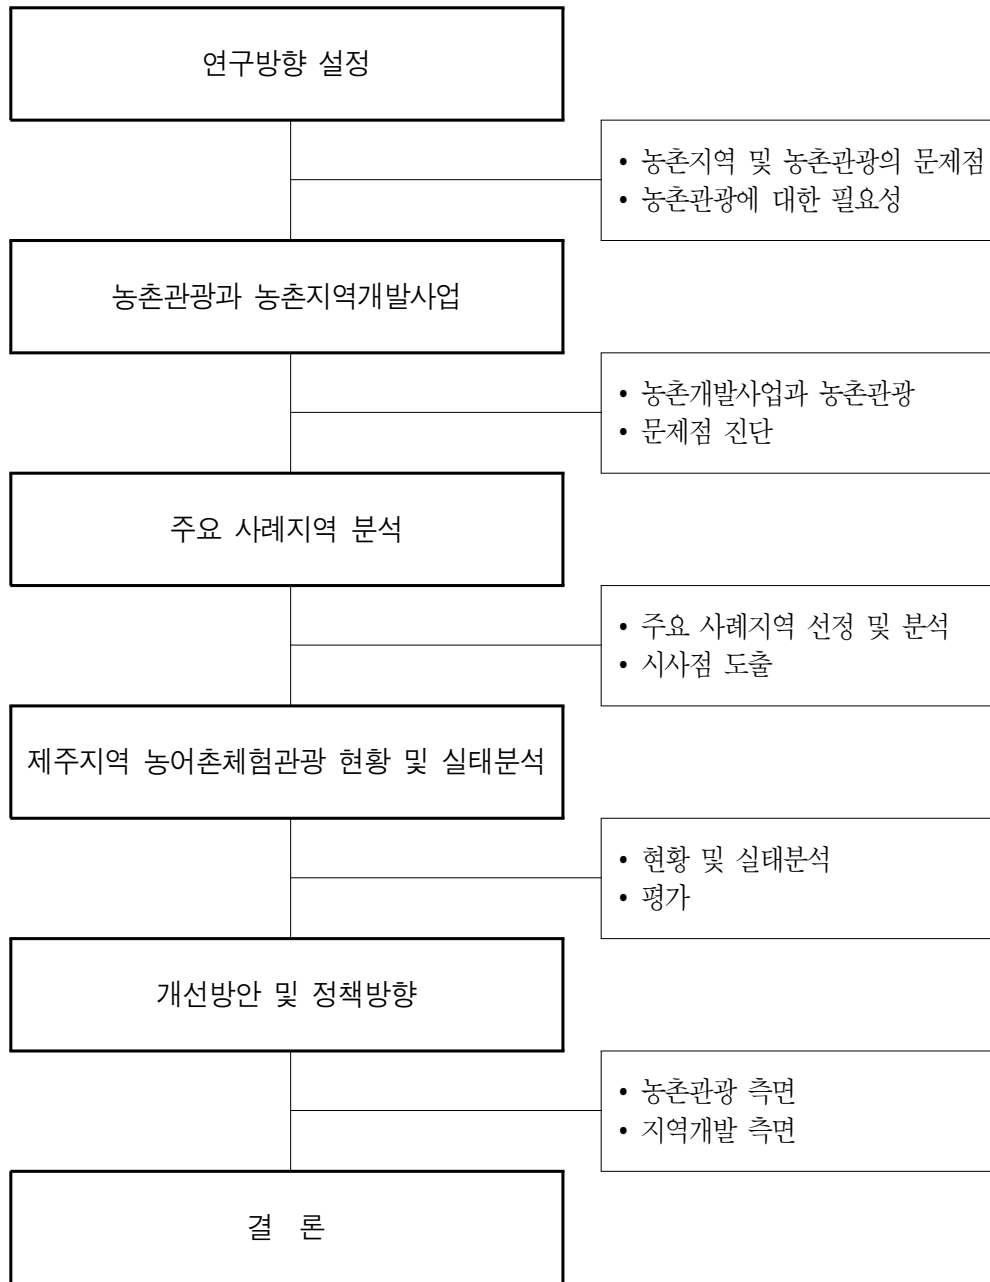 연구방향 설정
• 농촌지역 및 농촌관광의 문제점
• 농촌관광에 대한 필요성
농촌관광과 농촌지역개발사업
• 농촌개발사업과 농촌관광
• 문제점 진단
주요 사례지역 분석
• 주요 사례지역 선정 및 분석
• 시사점 도출
제주지역 농어촌체험관광 현황 및 실태분석
• 현황 및 실태분석
• 평가
개선방안 및 정책방향
• 농촌관광 측면
• 지역개발 측면
결 론